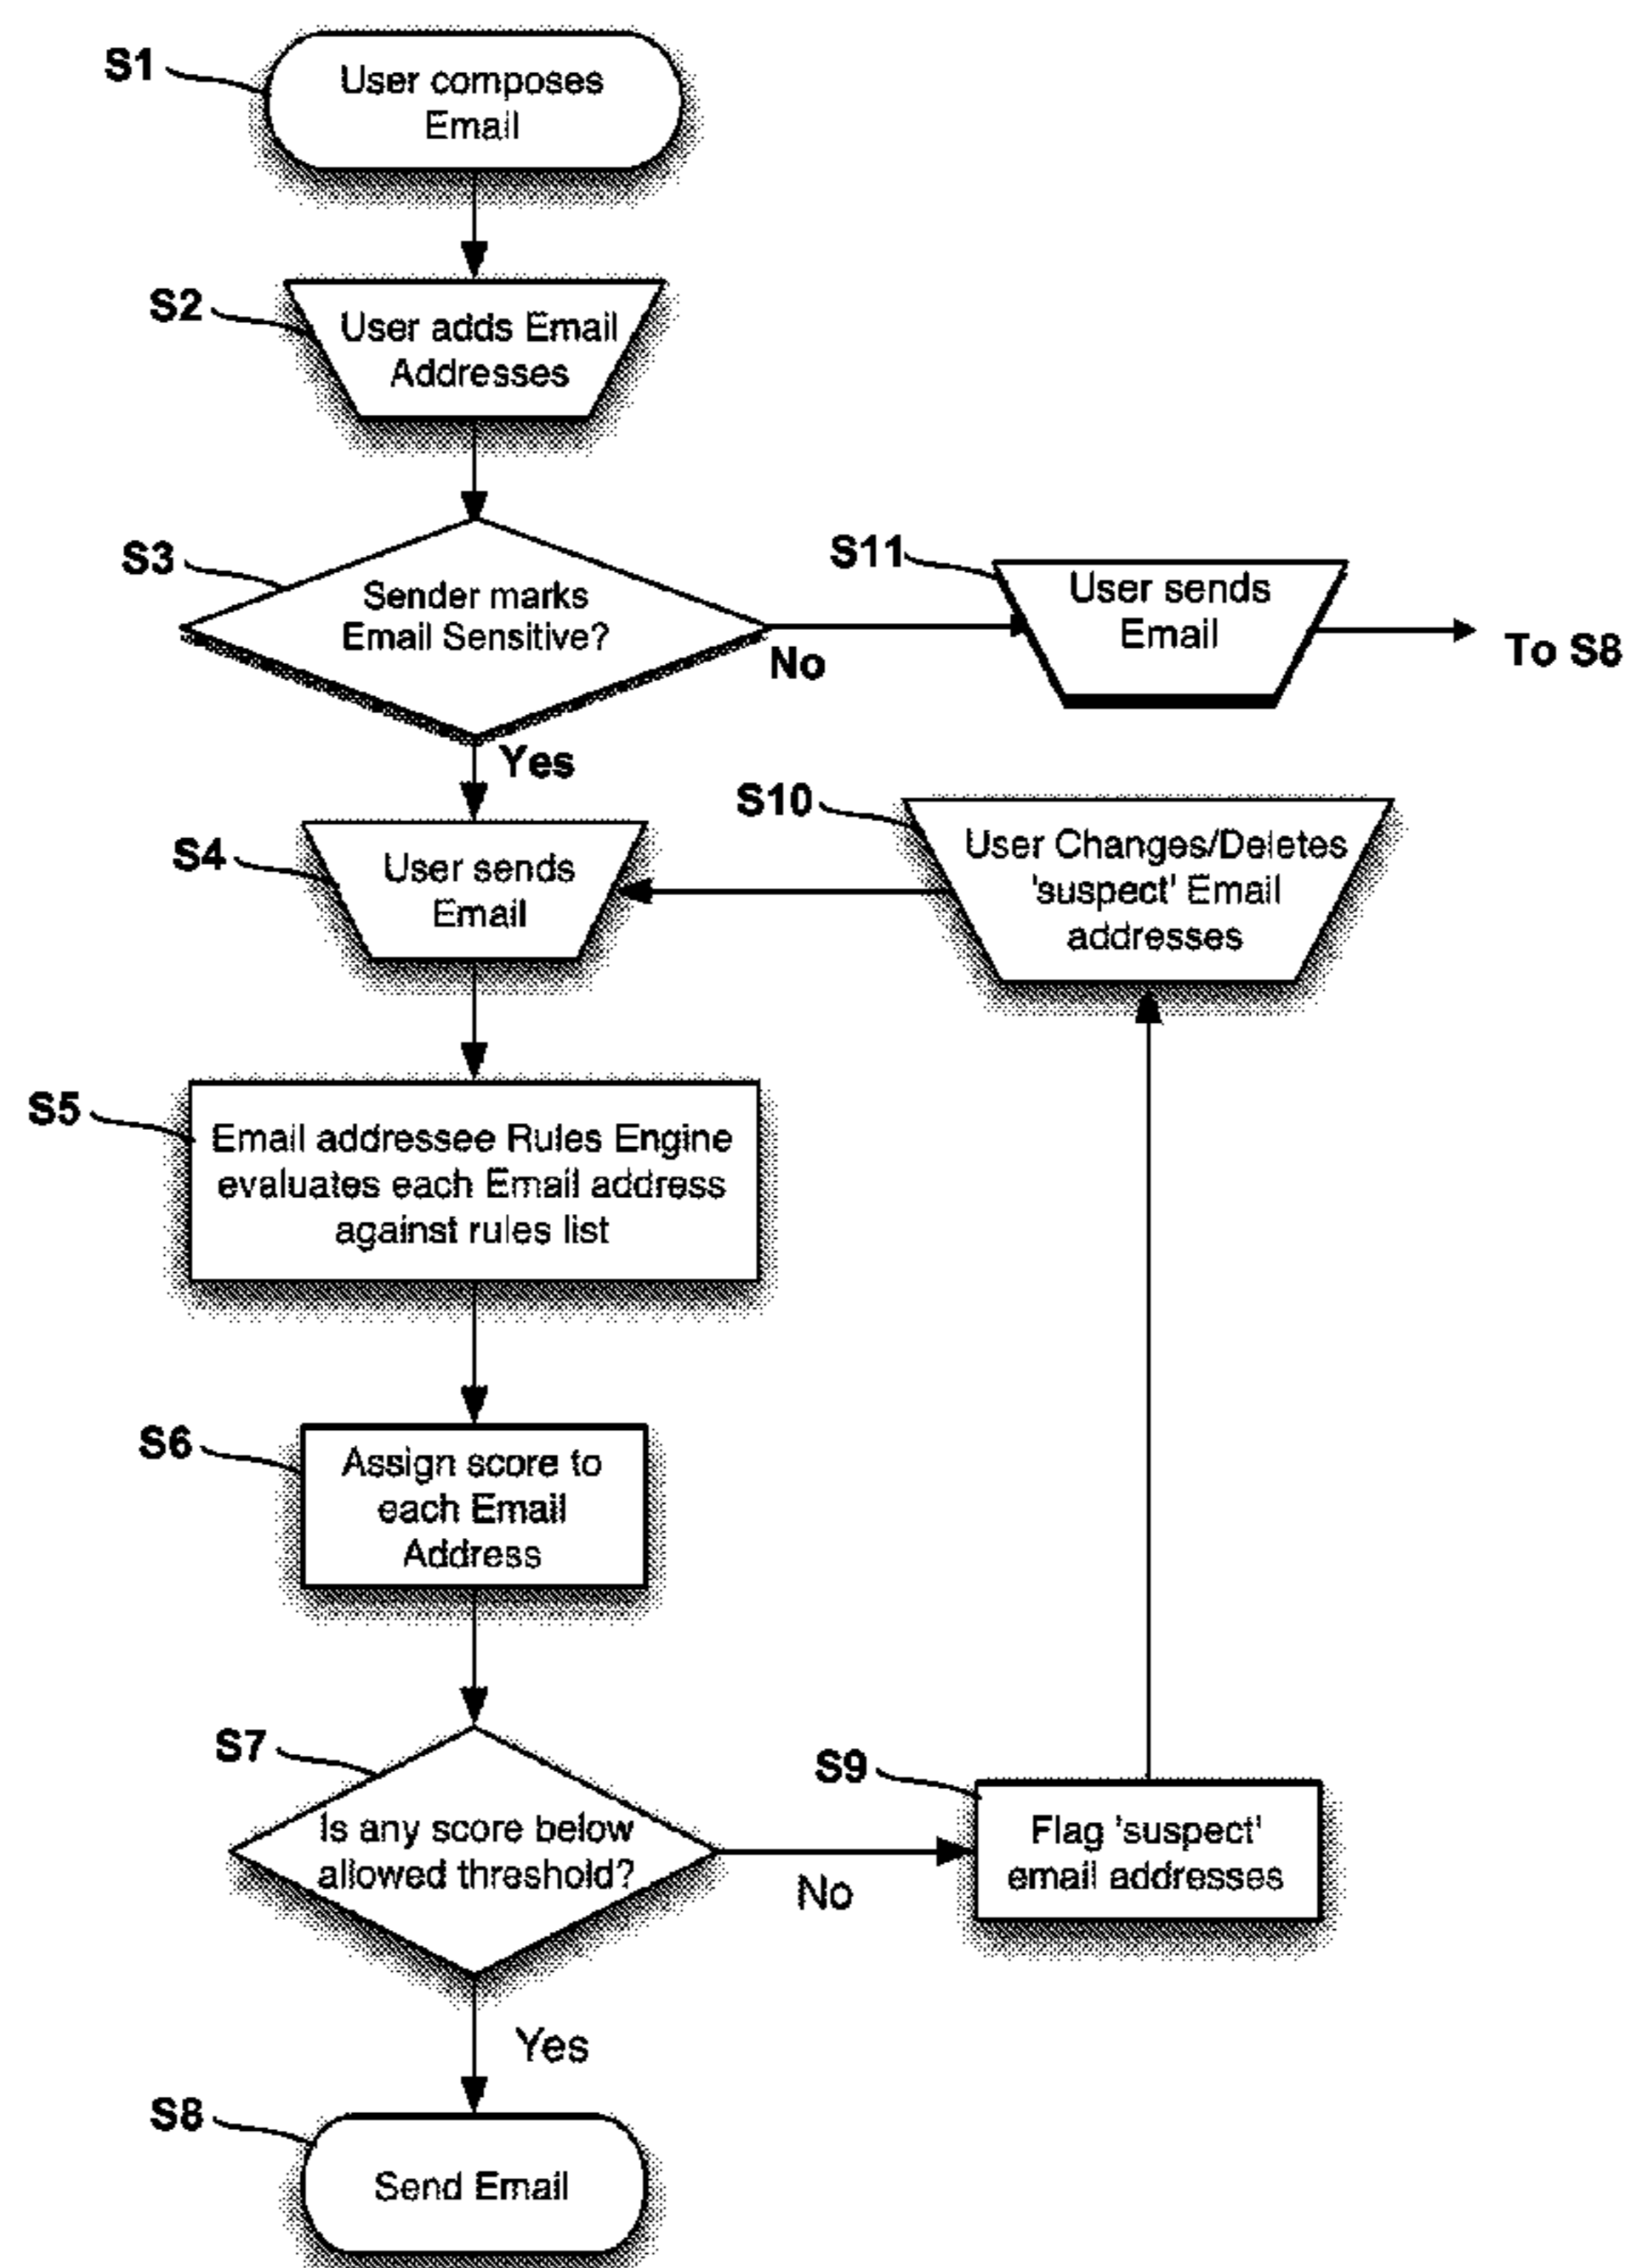 S1
User composes
Email
S2
User adds Email
Addresses
S3
Sender marks
Email Sensitive?
No
S11
User sends
Email
To S8
Yes
S10
User Changes/Deletes
'suspect' Email
addresses
S4
User sends
Email
S5
Email addressee Rules Engine
evaluates each Email address
against rules list
S6
Assign score to
each Email
Address
S7
Is any score below
allowed threshold?
No
S9
Flag 'suspect'
email addresses
Yes
S8
Send Email